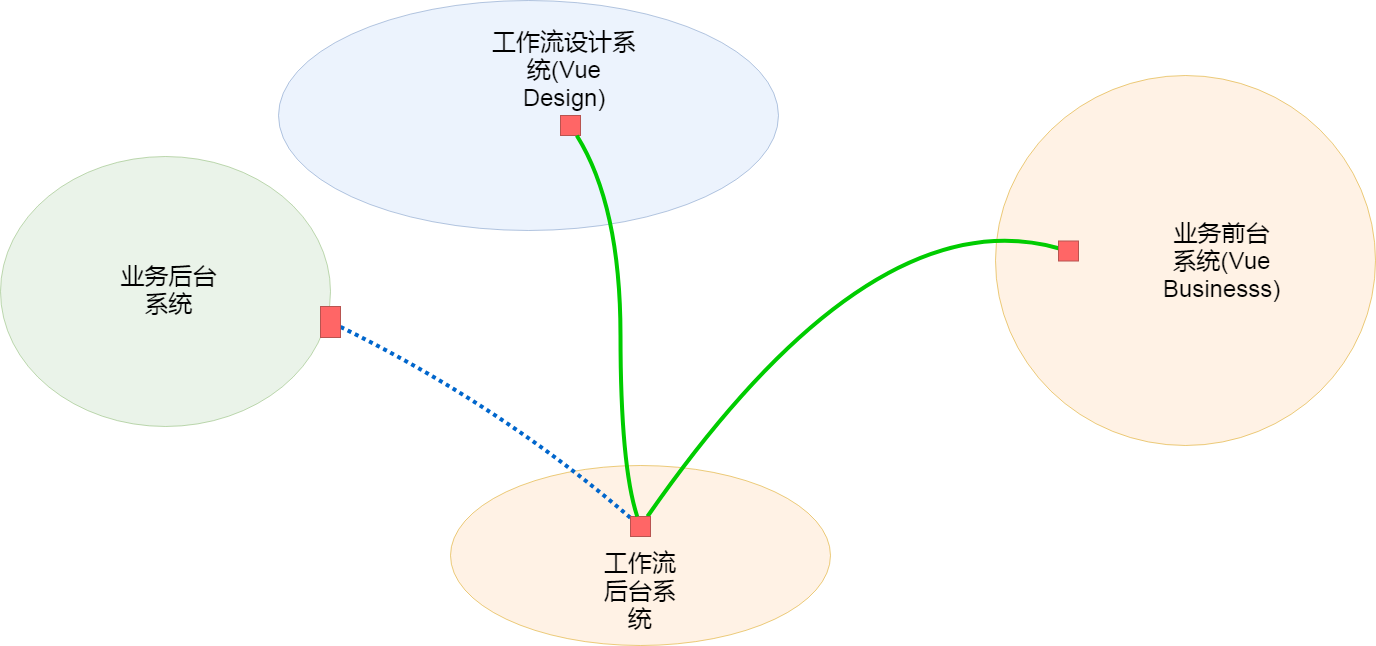 工作流设计系
统(Vue
Design)
业务前台
系统(Vue
Businesss)
业务后台
系统
工作流
后台系
统